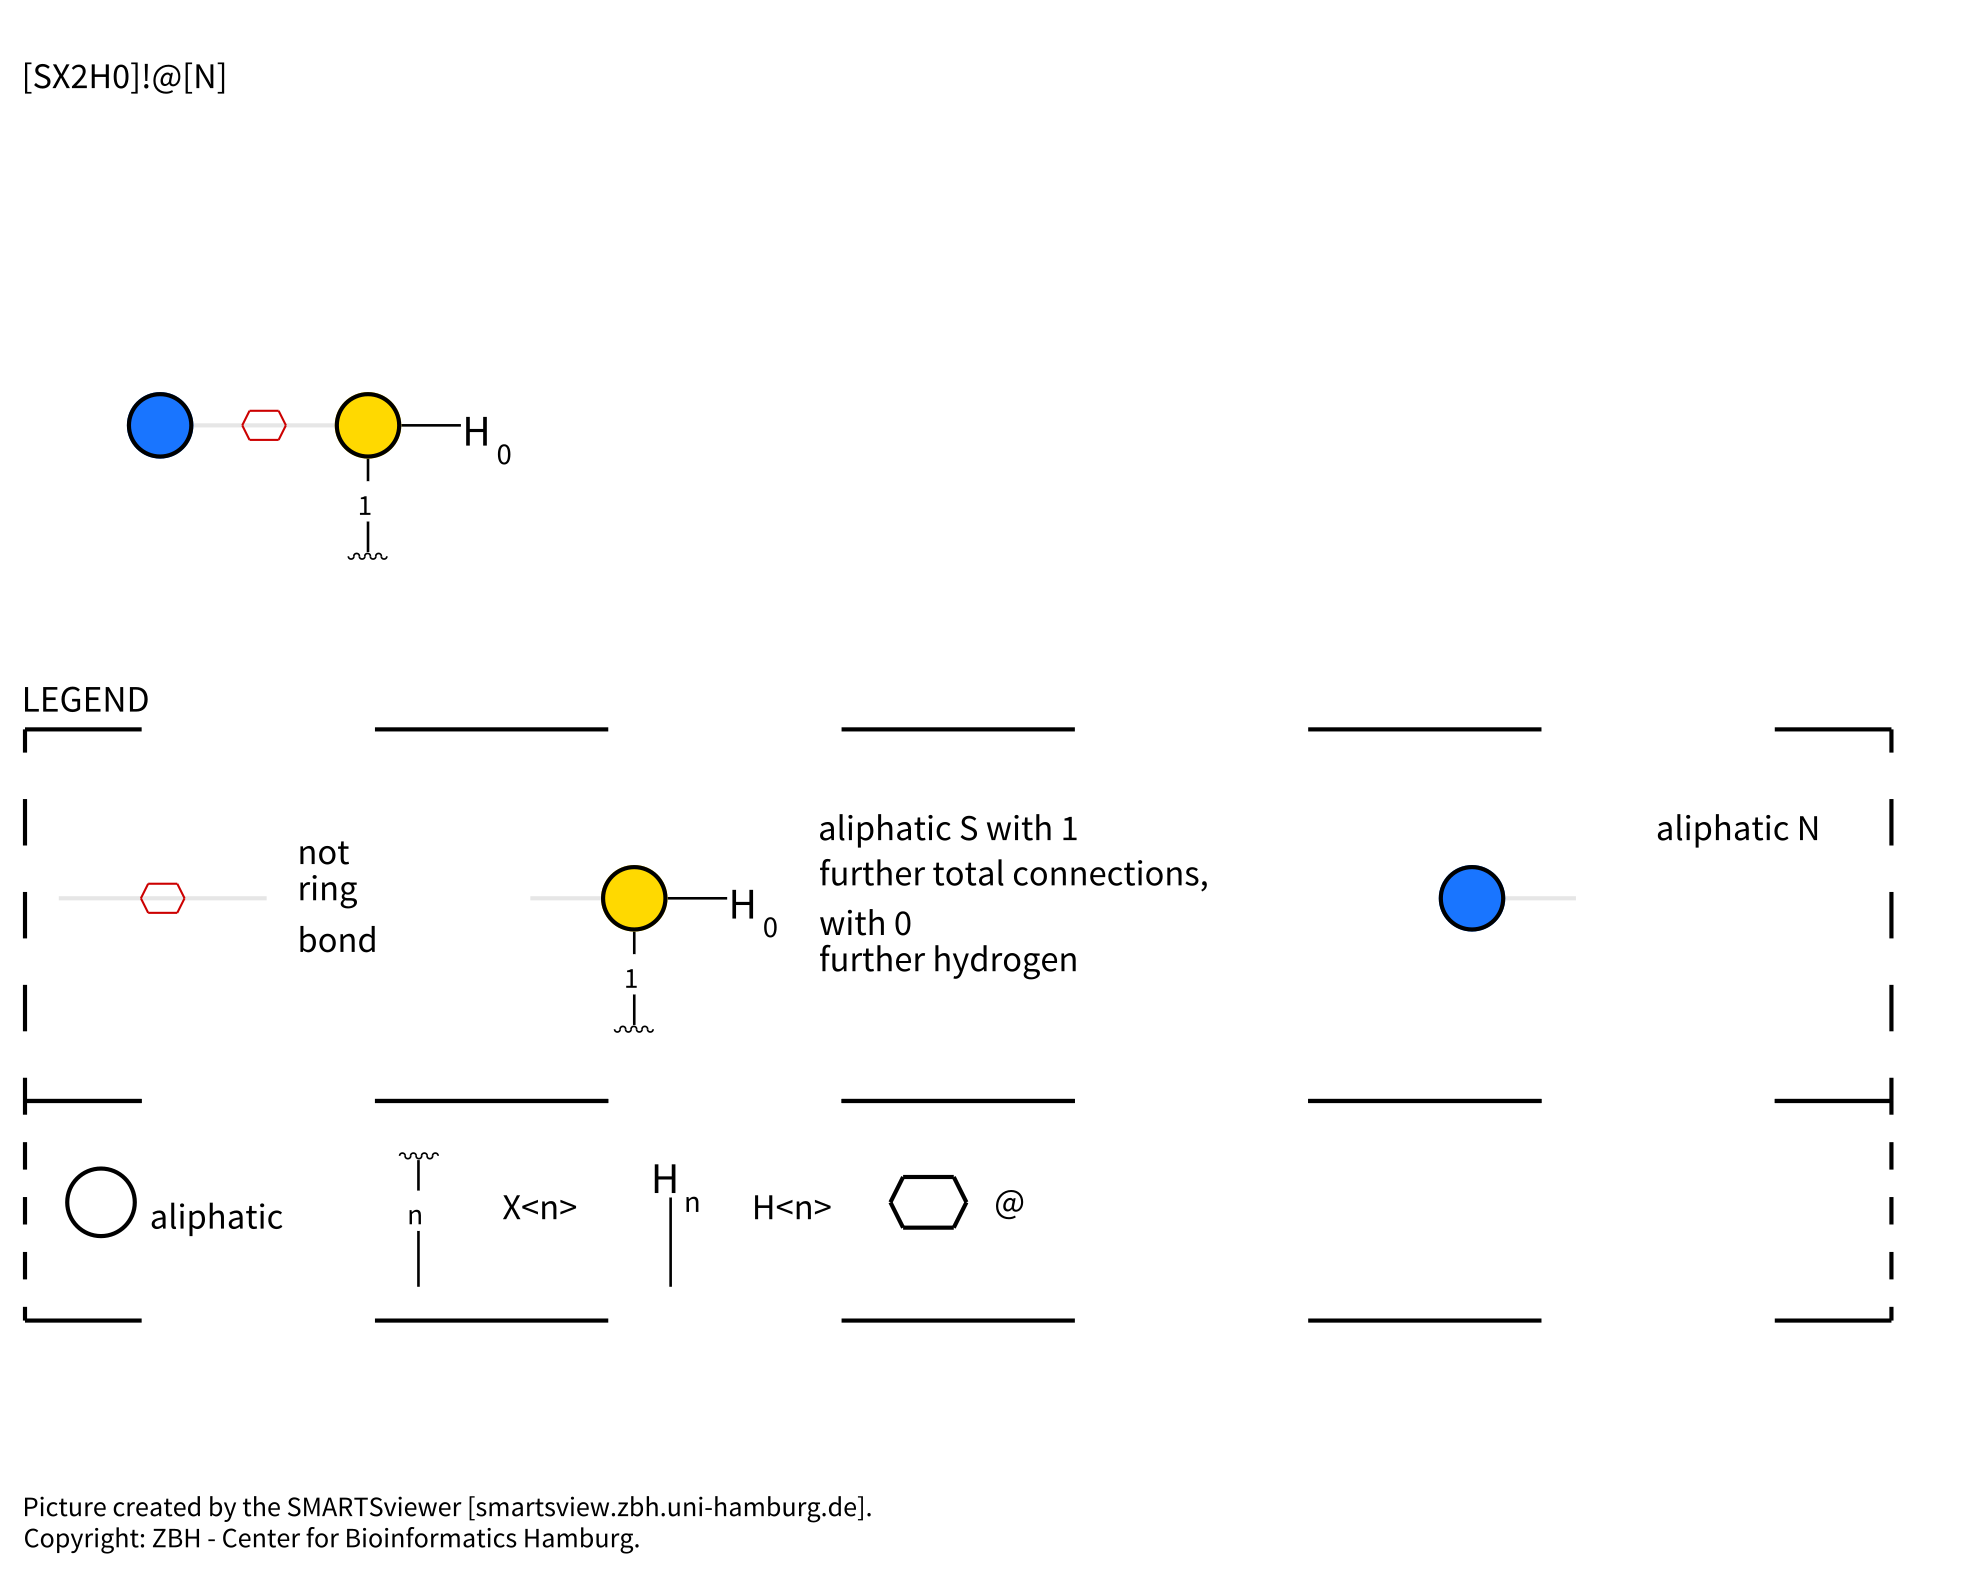 [SX2H0]!@[N]
H
0
1
LEGEND
not
ring
bond
H
0
1
aliphatic S with 1
further total connections,
with 0
further hydrogen
aliphatic N
aliphatic
n
X<n>
H
n
H<n>
@
Picture created by the SMARTSviewer [smartsview.zbh.uni-hamburg.de].
Copyright: ZBH - Center for Bioinformatics Hamburg.